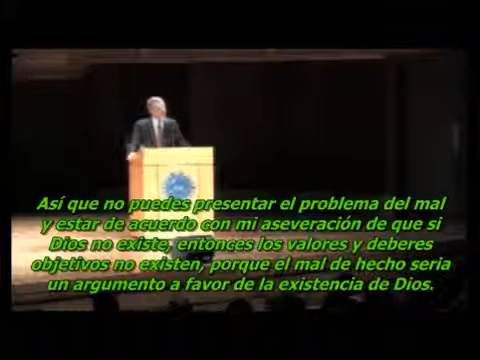 Así que no puedes presentar el problema del mal
y estar de acuerdo con mi aseveración de que si
Dios no existe, entonces los valores y deberes
objetivos no existen, porque el mal de hecho seria
un argumento a favor de la existencia de Dios.